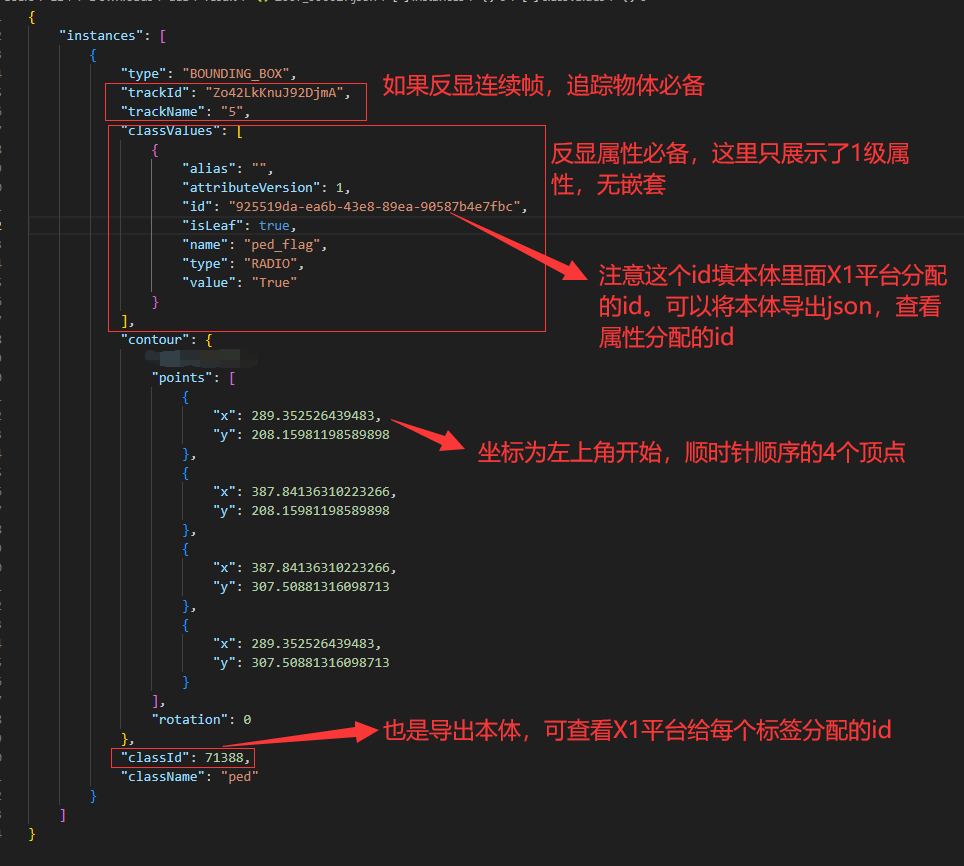 {
"instances": [
{
"type": "BOUNDING_BOX",
"trackId": "Zo42LkKnuJ92DjmA",
如果反显连续帧，追踪物体必备
"trackName": "5",
"classValues": [
{
反显属性必备，这里只展示了1级属
性，无嵌套
"alias": "",
"attributeVersion": 1,
"id": "925519da-ea6b-43e8-89ea-90587b4e7fbc",
"isLeaf": true,
"name": "ped_flag",
"type": "RADIO",
"value": "True"
注意这个id填本体里面X1平台分配
的id。可以将本体导出json，查看
属性分配的id
}
],
"contour": {
"points": [
{
"x": 289.352526439483,
"y": 208.15981198589898
坐标为左上角开始，顺时针顺序的4个顶点
},
{
"x": 387.84136310223266,
"y": 208.15981198589898
},
{
"x": 387.84136310223266,
"y": 307.50881316098713
},
{
"x": 289.352526439483,
"y": 307.50881316098713
}
],
"rotation": 0
也是导出本体，可查看X1平台给每个标签分配的id
},
"classId": 71388,
"className": "ped"
}
]
}